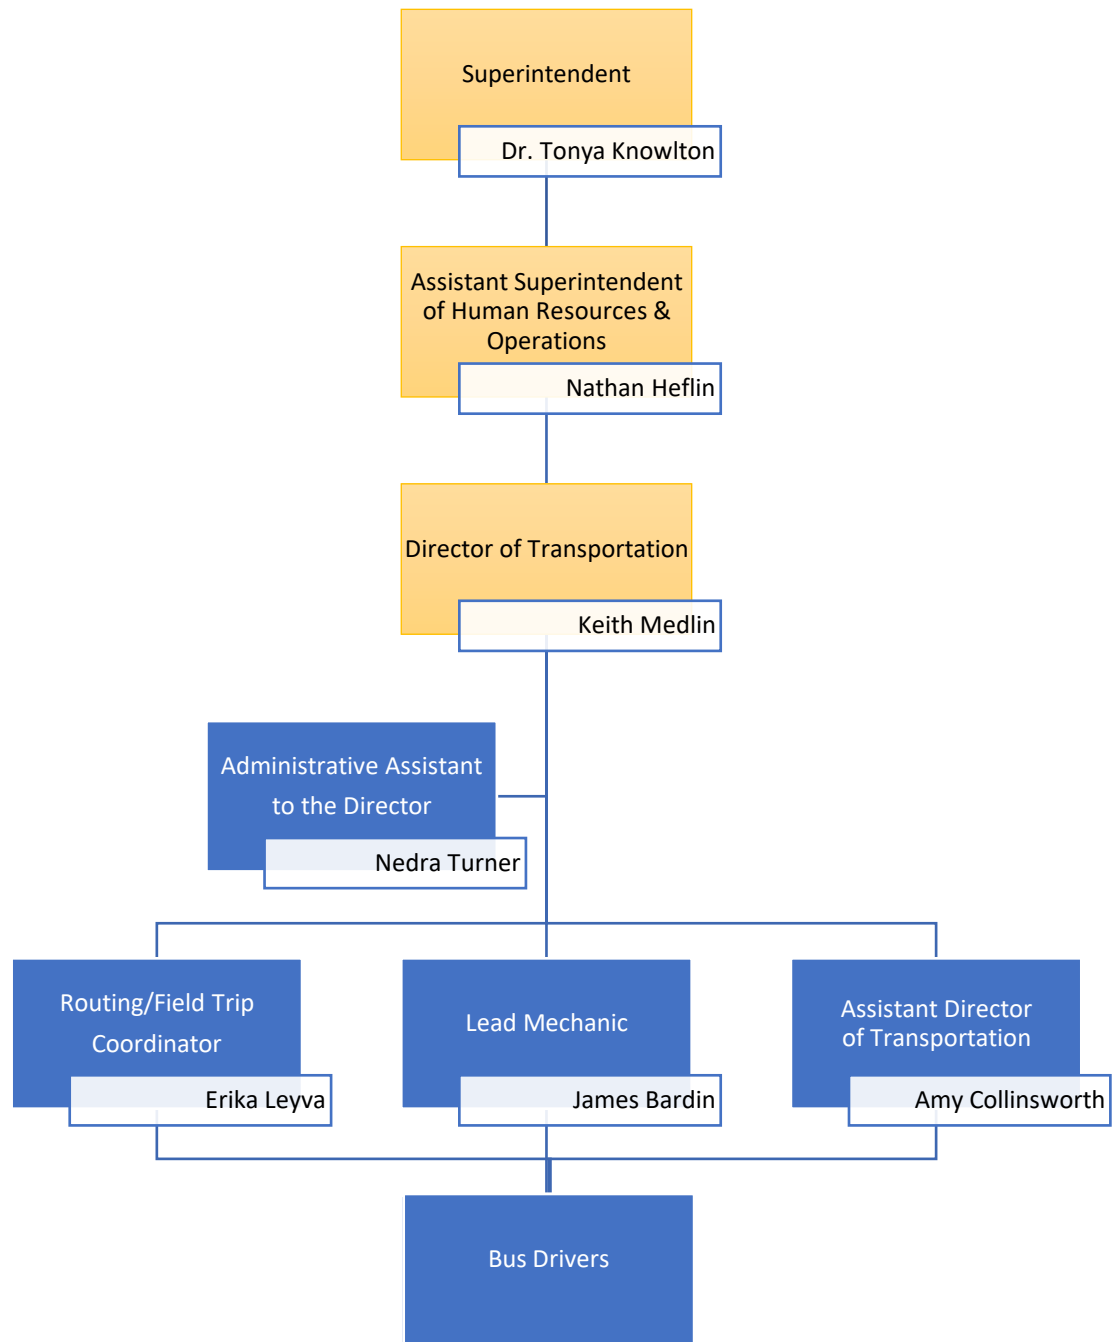 Superintendent
Dr. Tonya Knowlton
Assistant Superintendent
of Human Resources &
Operations
Nathan Heflin
Director of Transportation
Keith Medlin
Administrative Assistant
to the Director
Nedra Turner
Routing/Field Trip
Coordinator
Erika Leyva
Lead Mechanic
James Bardin
Assistant Director
of Transportation
Amy Collinsworth
Bus Drivers